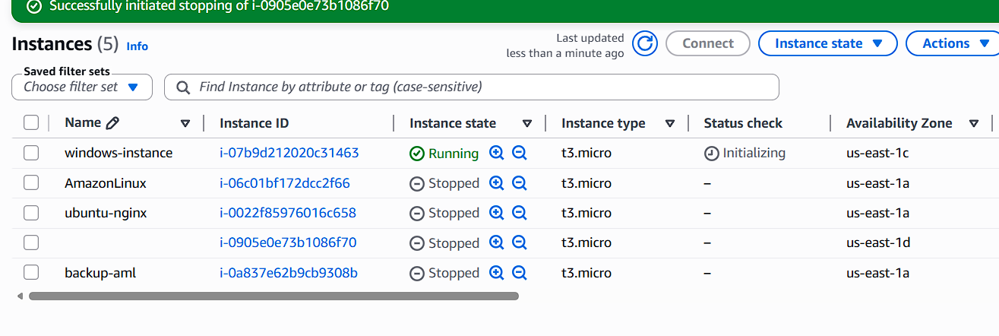 Successfully initiated stopping of i-0905e0e73b1086f70
Instances (5) Info
Last updated
less than a minute ago
Connect
Instance state
Actions
Saved filter sets
Choose filter set
Find Instance by attribute or tag (case-sensitive)
Name Instance ID Instance state Instance type Status check Availability Zone
windows-instance i-07b9d212020c31463 Running t3.micro Initializing us-east-1c
AmazonLinux i-06c01bf172dcc2f66 Stopped t3.micro – us-east-1a
ubuntu-nginx i-0022f85976016c658 Stopped t3.micro – us-east-1a
i-0905e0e73b1086f70 Stopped t3.micro – us-east-1d
backup-aml i-0a837e62b9cb9308b Stopped t3.micro – us-east-1a